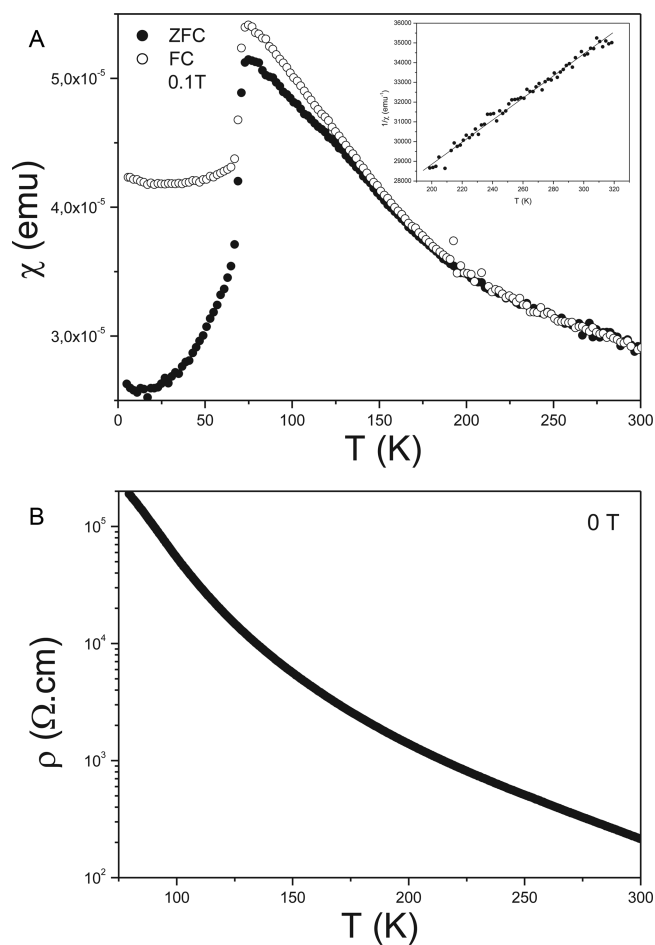 A
ZFC
FC
0.1T
5,0x10⁻⁵
4,0x10⁻⁵
3,0x10⁻⁵
χ (emu)
0 50 100 150 200 250 300
T (K)
36000
35000
34000
33000
32000
31000
30000
29000
28000
1/χ (emu⁻¹)
200 220 240 260 280 300 320
T (K)
B
0 T
10⁵
10⁴
10³
10²
ρ (Ω.cm)
100 150 200 250 300
T (K)